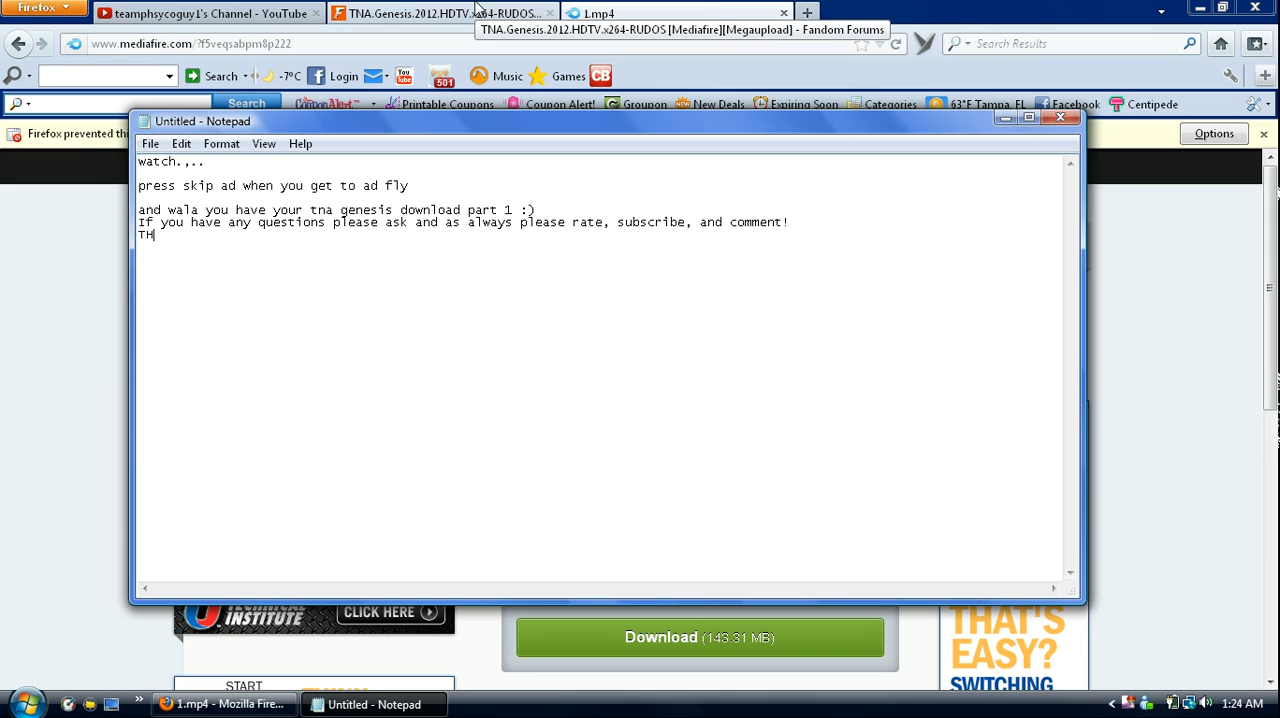 Firefox
teamphsycoguy1's Channel - YouTube
TNA.Genesis.2012.HDTV.x264-RUDOS...
1.mp4
TNA.Genesis.2012.HDTV.x264-RUDOS [Mediafire][Megaupload] - Fandom Forums
www.mediafire.com/?f5veqsabpm8p222
Search Results
Search
-7°C
Login
You Tube
501
Music
Games
CB
Search
CouponAlert™
Printable Coupons
Coupon Alert!
Groupon
NEW New Deals
Expiring Soon
Categories
63°F Tampa, FL
Facebook
Centipede
Firefox prevented thi
Options
Untitled - Notepad
File Edit Format View Help
watch.,..
press skip ad when you get to ad fly
and wala you have your tna genesis download part 1 :)
If you have any questions please ask and as always please rate, subscribe, and comment!
TH
TECHNICAL
INSTITUTE
CLICK HERE
Download (143.31 MB)
THAT'S
EASY?
SWITCHING
START
1.mp4 - Mozilla Fire...
Untitled - Notepad
1:24 AM